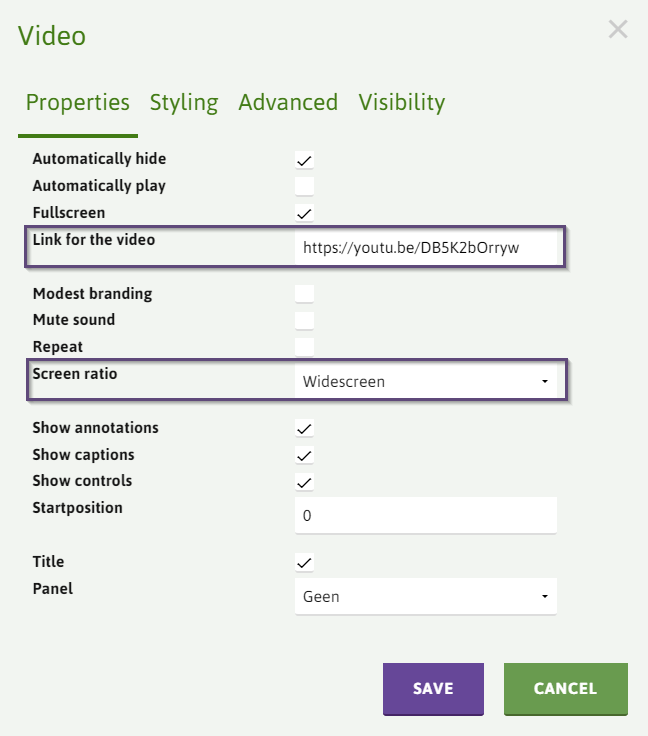 Video
Properties Styling Advanced Visibility
Automatically hide
Automatically play
Fullscreen
Link for the video https://youtu.be/DB5K2bOrryw
Modest branding
Mute sound
Repeat
Screen ratio Widescreen
Show annotations
Show captions
Show controls
Startposition 0
Title
Panel Geen
SAVE CANCEL